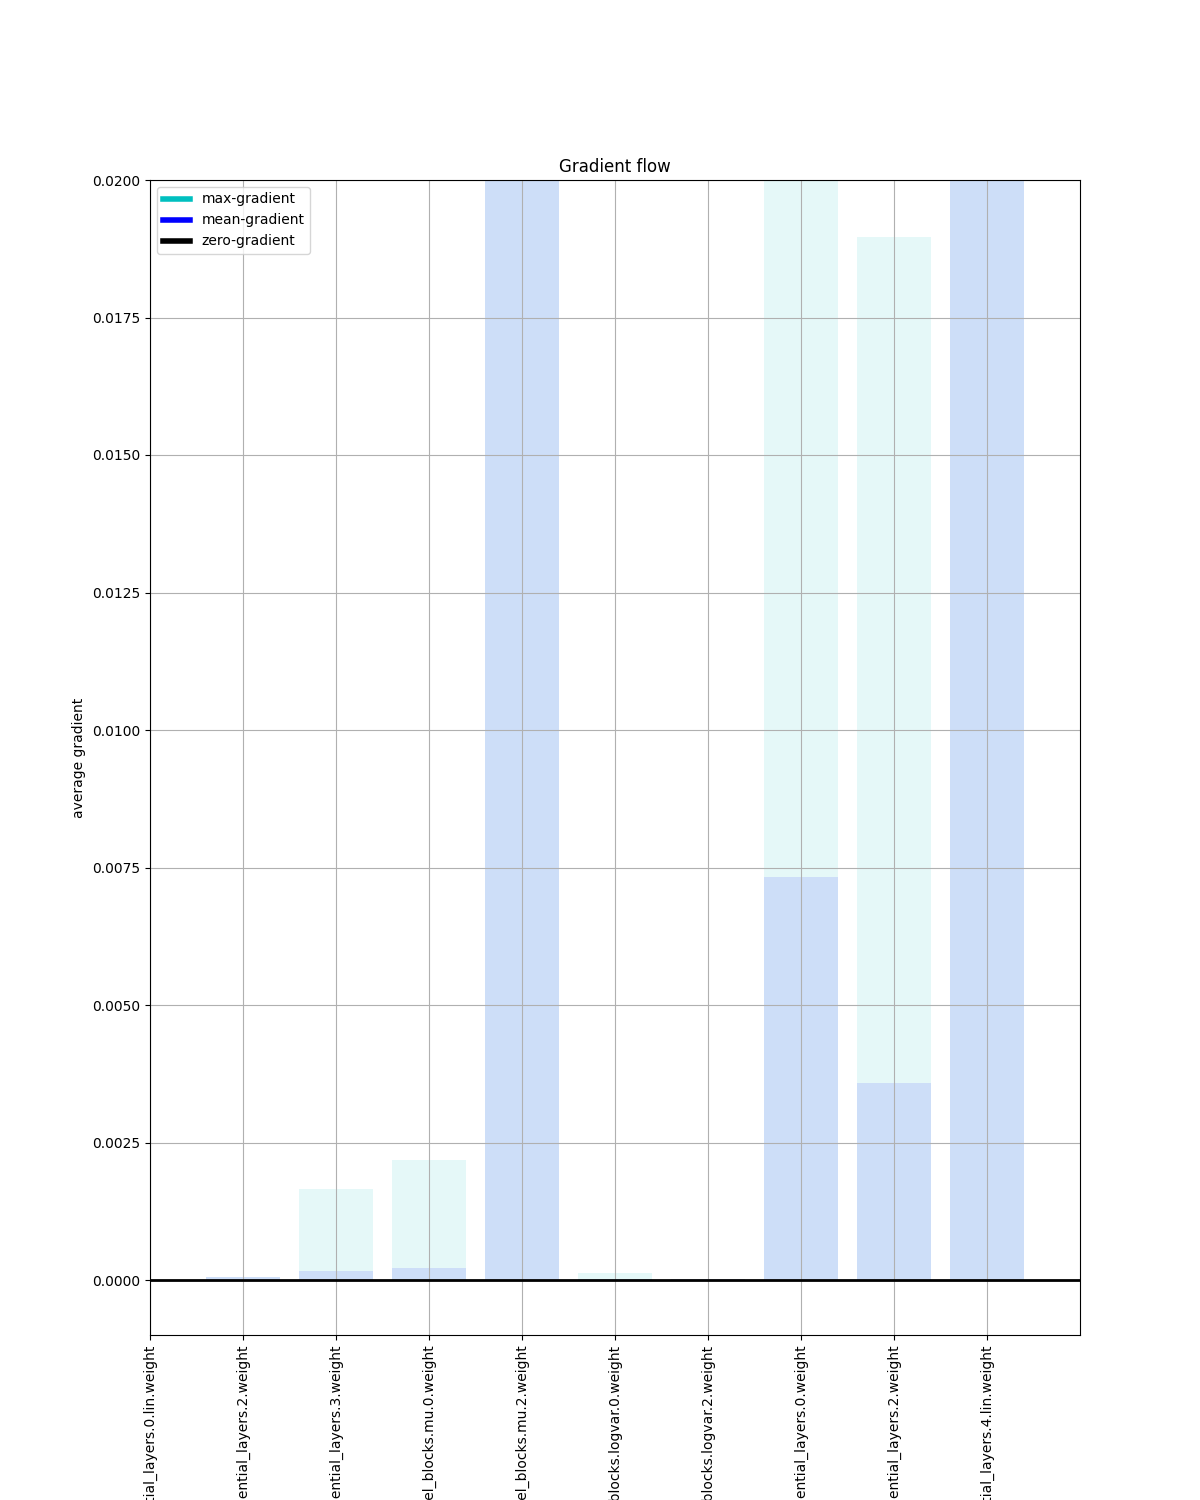 Gradient flow
max-gradient
mean-gradient
zero-gradient
0.0200
0.0175
0.0150
0.0125
0.0100
0.0075
0.0050
0.0025
0.0000
average gradient
tial_layers.0.lin.weight
ential_layers.2.weight
ential_layers.3.weight
el_blocks.mu.0.weight
el_blocks.mu.2.weight
blocks.logvar.0.weight
blocks.logvar.2.weight
ential_layers.0.weight
ential_layers.2.weight
tial_layers.4.lin.weight